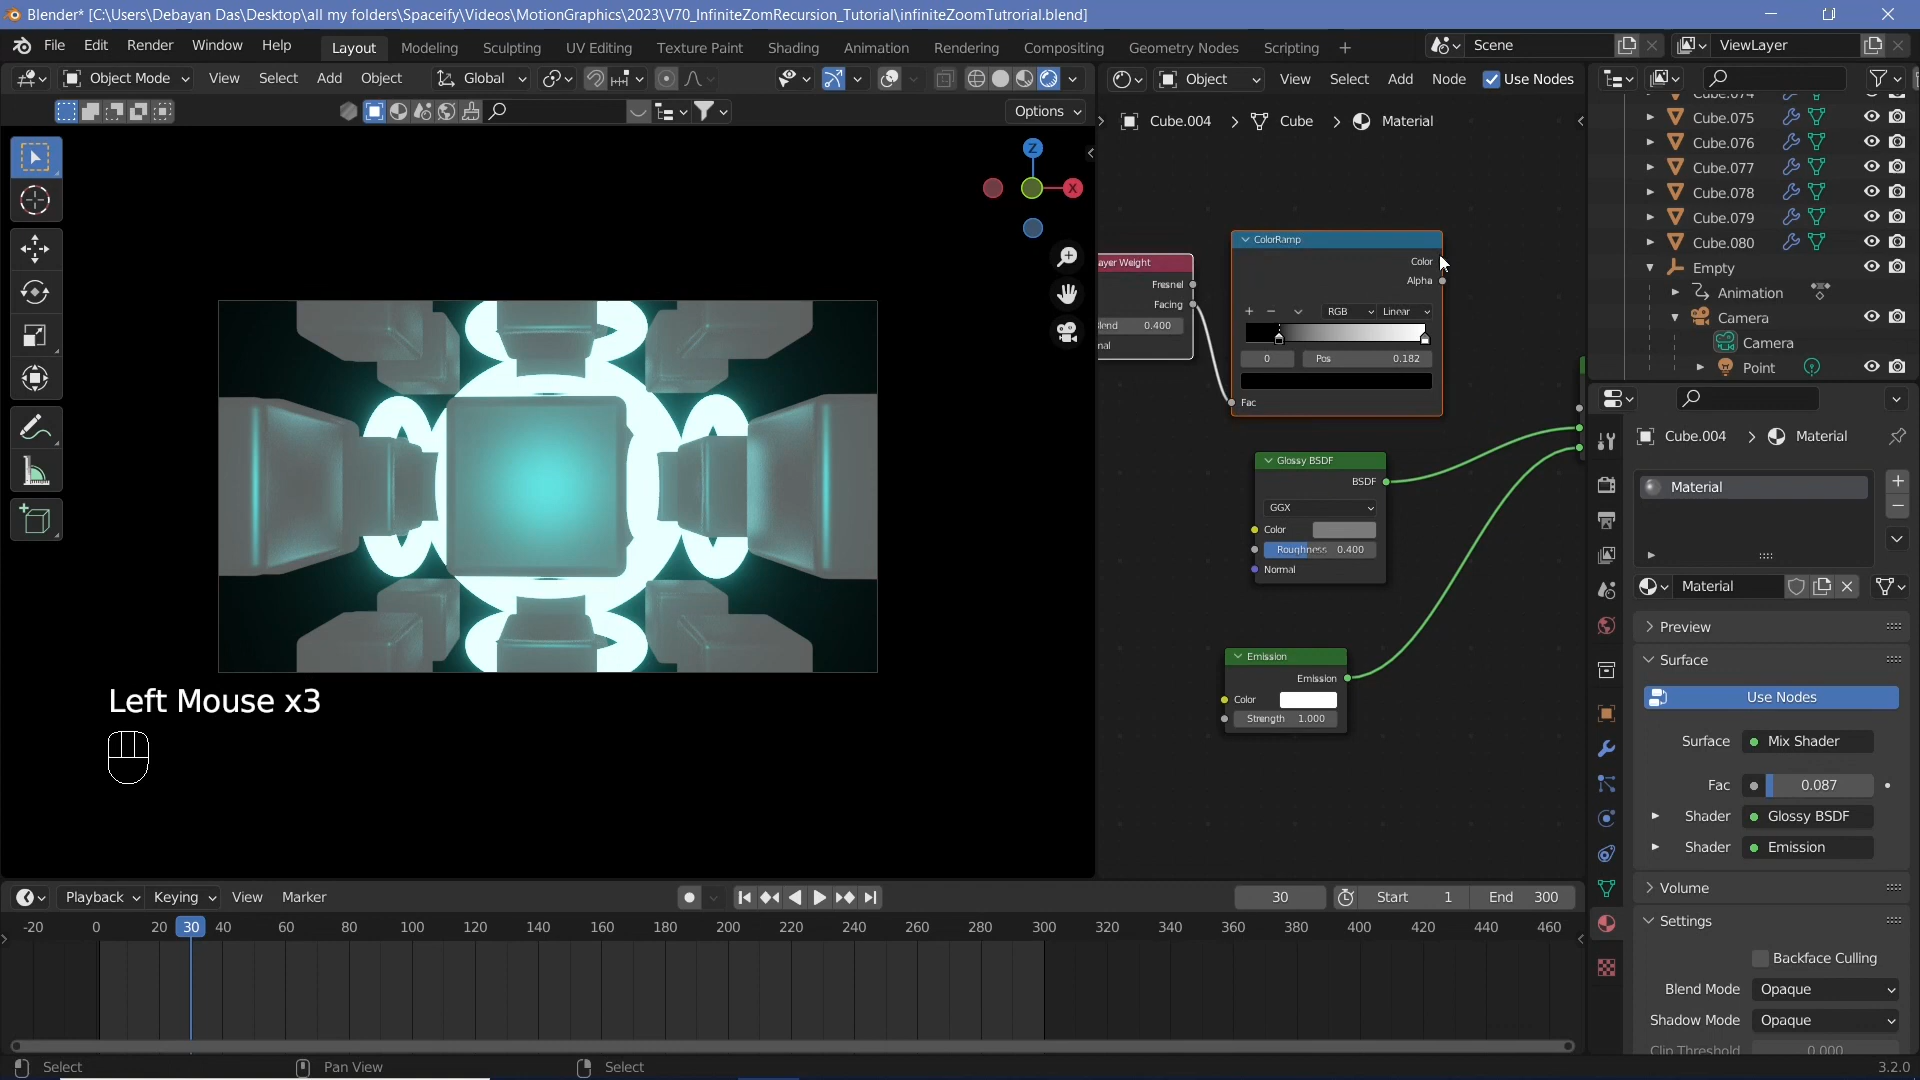 Blender* [C:\Users\Debayan Das\Desktop\all my folders\Spaceify\Videos\MotionGraphics\2023\V70_InfiniteZomRecursion_Tutorial\infiniteZoomTutrorial.blend]
File Edit Render Window Help Layout Modeling Sculpting UV Editing Texture Paint Shading Animation Rendering Compositing Geometry Nodes Scripting + Scene ViewLayer
Object Mode View Select Add Object Global Object View Select Add Node Use Nodes
Options
Cube.004 > Cube > Material
Cube.075
Cube.076
Cube.077
Cube.078
Cube.079
Cube.080
Empty
Animation
Camera
Camera
Point
Z
X
ayer Weight
Fresnel
Facing
lend 0.400
nal
ColorRamp
Color
Alpha
RGB Linear
0 Pos 0.182
Fac
Glossy BSDF
BSDF
GGX
Color
Roughness 0.400
Normal
Emission
Emission
Color
Strength 1.000
Left Mouse x3
Cube.004 > Material
Material
Material
Preview
Surface
Use Nodes
Surface Mix Shader
Fac 0.087
Shader Glossy BSDF
Shader Emission
Volume
Settings
Backface Culling
Blend Mode Opaque
Shadow Mode Opaque
Clip Threshold 0.000
Playback Keying View Marker 30 Start 1 End 300
-20 0 20 30 40 60 80 100 120 140 160 180 200 220 240 260 280 300 320 340 360 380 400 420 440 460
Select Pan View Select 3.2.0